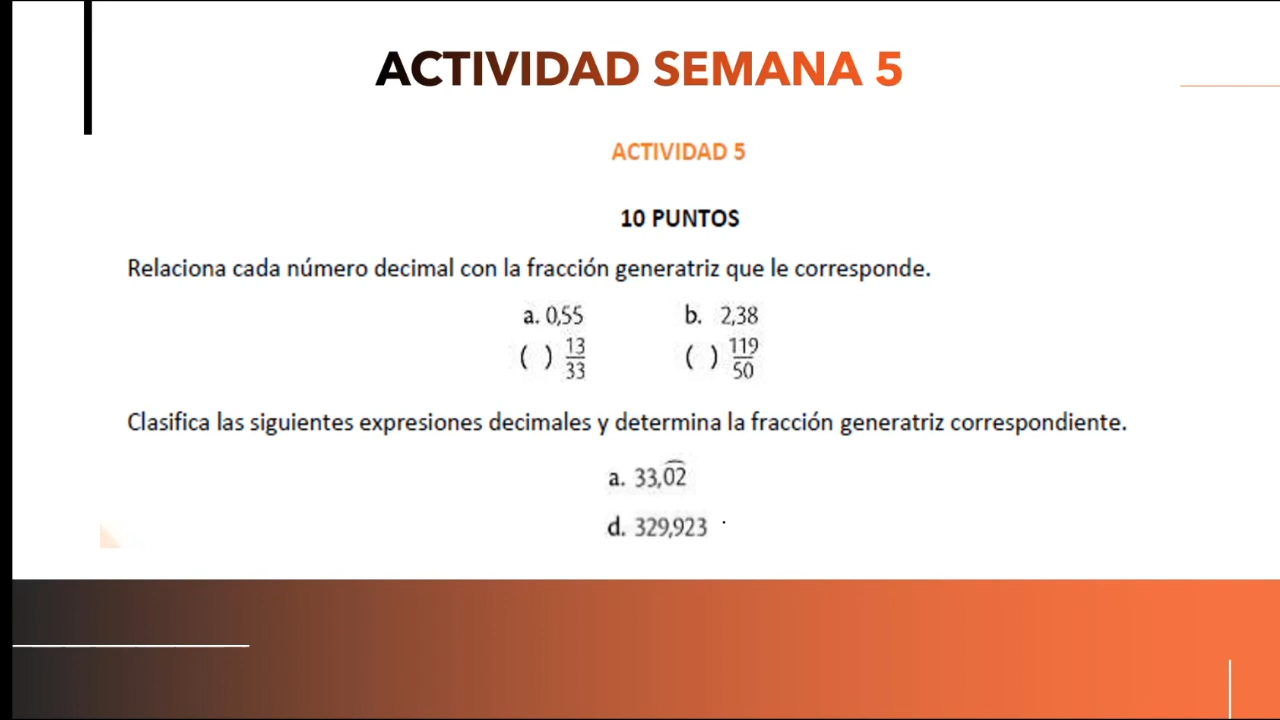 ACTIVIDAD SEMANA 5
ACTIVIDAD 5
10 PUNTOS
Relaciona cada número decimal con la fracción generatriz que le corresponde.
a. 0,55 b. 2,38
( ) 13/33 ( ) 119/50
Clasifica las siguientes expresiones decimales y determina la fracción generatriz correspondiente.
a. 33,0͡2
d. 329,923